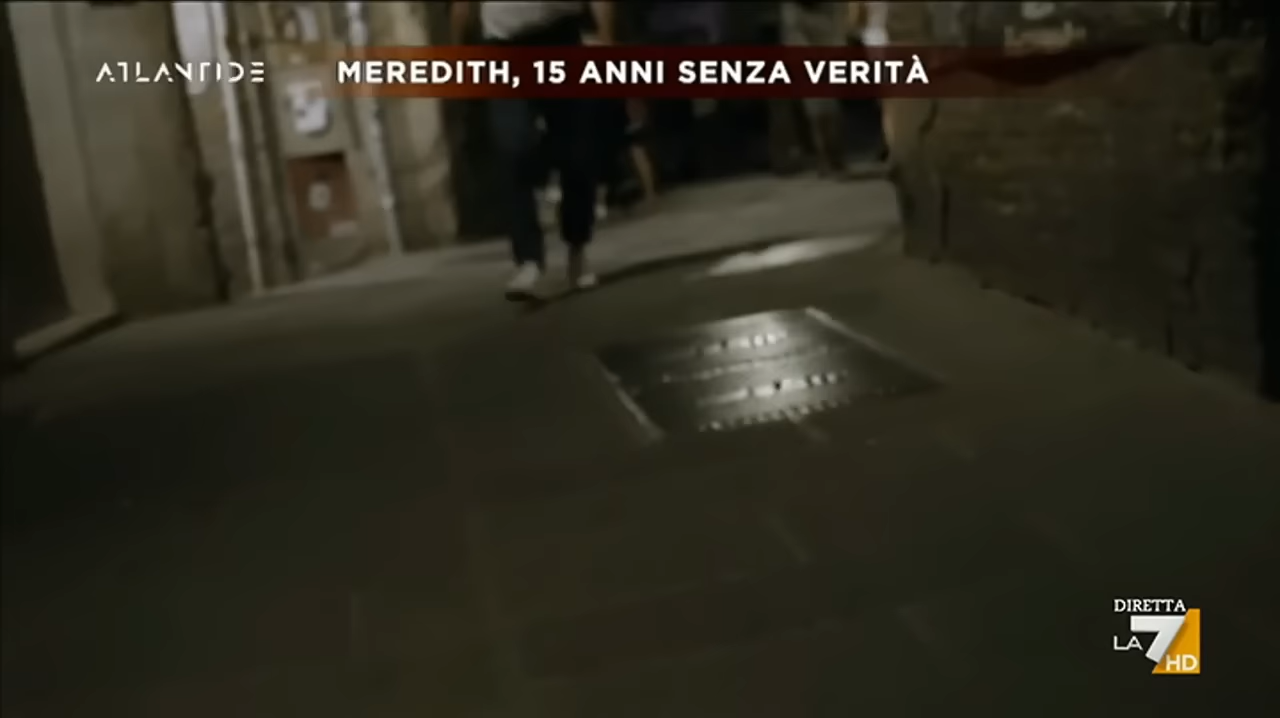 ATLANTIDE
MEREDITH, 15 ANNI SENZA VERITÀ
DIRETTA
LA7
HD